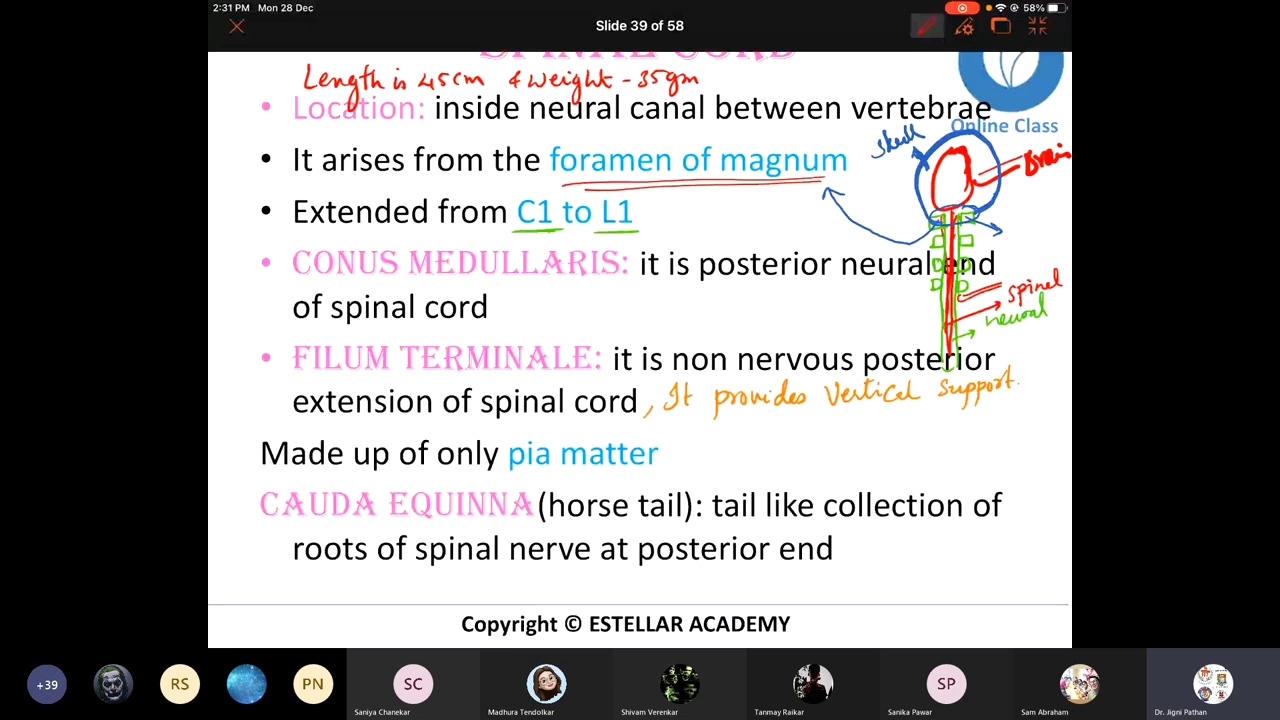 2:31 PM Mon 28 Dec
58%
Slide 39 of 58
SPINAL CORD
Length is 45cm & weight - 35gm
• Location: inside neural canal between vertebrae
Online Class
skull
• It arises from the foramen of magnum
Brain
• Extended from C1 to L1
• CONUS MEDULLARIS: it is posterior neural end
of spinal cord
spinal
neural
• FILUM TERMINALE: it is non nervous posterior
extension of spinal cord , It provides vertical support.
Made up of only pia matter
CAUDA EQUINNA(horse tail): tail like collection of
roots of spinal nerve at posterior end
Copyright © ESTELLAR ACADEMY
+39 RS PN SC SP
Saniya Chanekar Madhura Tendolkar Shivam Verenkar Tanmay Raikar Sanika Pawar Sam Abraham Dr. Jigni Pathan